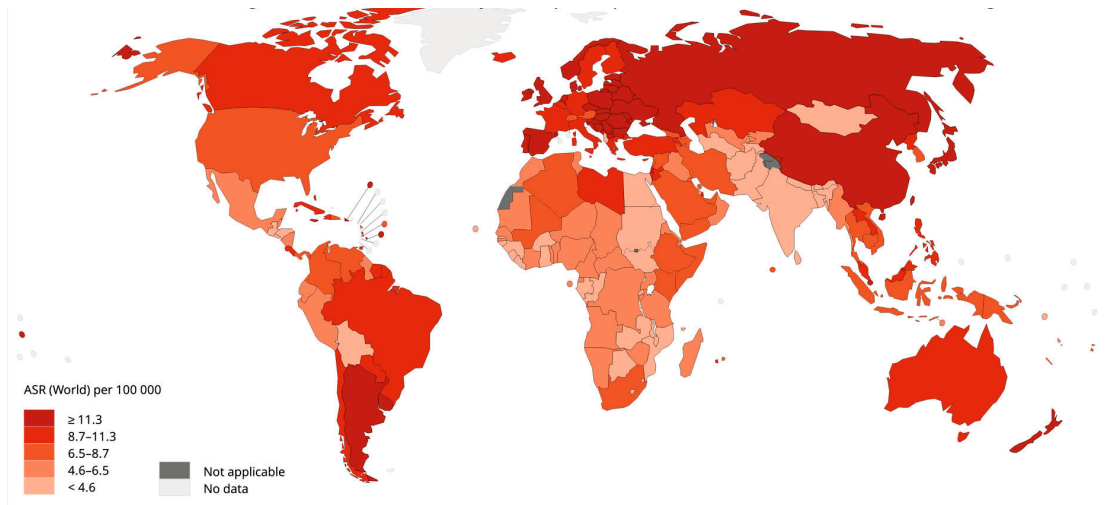 ASR (World) per 100 000
≥ 11.3
8.7–11.3
6.5–8.7
4.6–6.5
< 4.6
Not applicable
No data